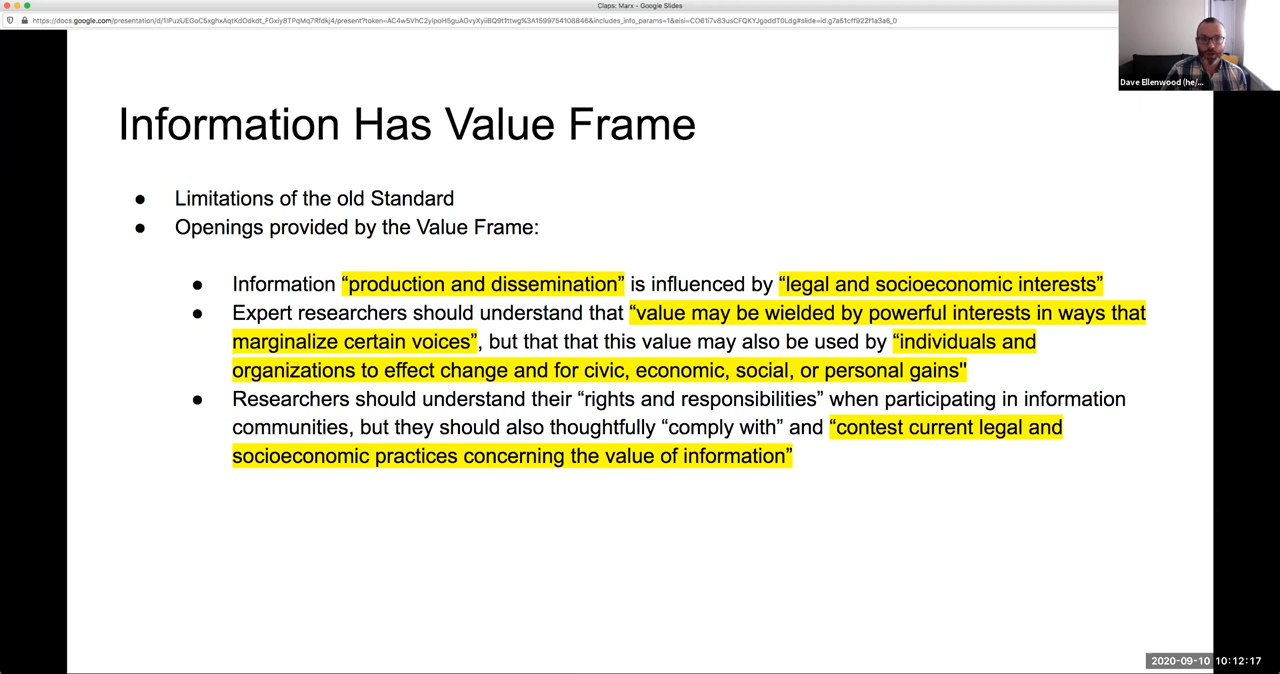 Claps: Marx - Google Slides
Information Has Value Frame
● Limitations of the old Standard
● Openings provided by the Value Frame:
● Information “production and dissemination” is influenced by “legal and socioeconomic interests”
● Expert researchers should understand that “value may be wielded by powerful interests in ways that
marginalize certain voices”, but that that this value may also be used by “individuals and
organizations to effect change and for civic, economic, social, or personal gains"
● Researchers should understand their “rights and responsibilities” when participating in information
communities, but they should also thoughtfully “comply with” and “contest current legal and
socioeconomic practices concerning the value of information”
Dave Ellenwood (he/...
2020-09-10 10:12:17